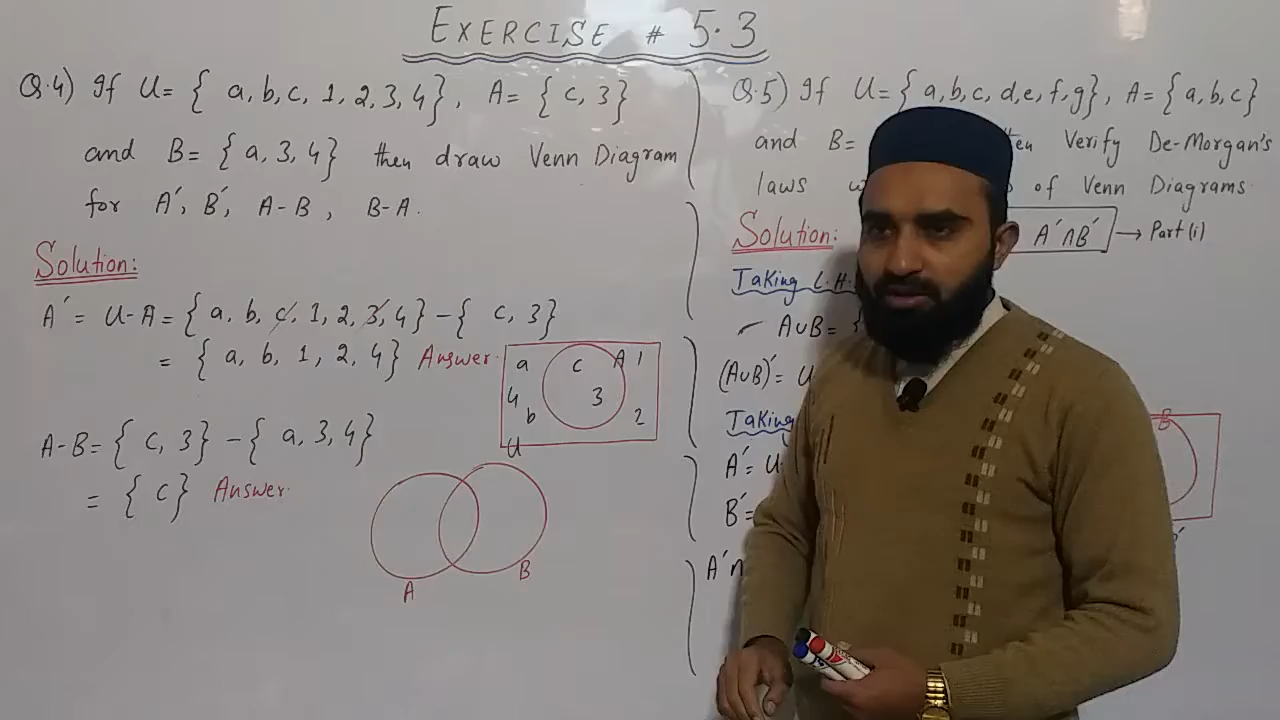 EXERCISE # 5.3
Q.4) If U = { a, b, c, 1, 2, 3, 4}, A = { c, 3}
and B = { a, 3, 4} then draw Venn Diagram
for A′, B′, A-B, B-A.
Solution:
A′ = U-A = { a, b, c, 1, 2, 3, 4} - { c, 3}
= { a, b, 1, 2, 4} Answer.
a c A 1
4 3
b 2
U
A-B = { c, 3} - { a, 3, 4}
= { c} Answer.
A B
Q.5) If U = { a, b, c, d, e, f, g}, A = { a, b, c}
and B = Verify De-Morgan's
laws of Venn Diagrams.
Solution: A′∩B′ → Part (i)
Taking L.H.
A∪B = {
(A∪B)′ = U
Taking
A′ = U
B′ =
A′∩
B